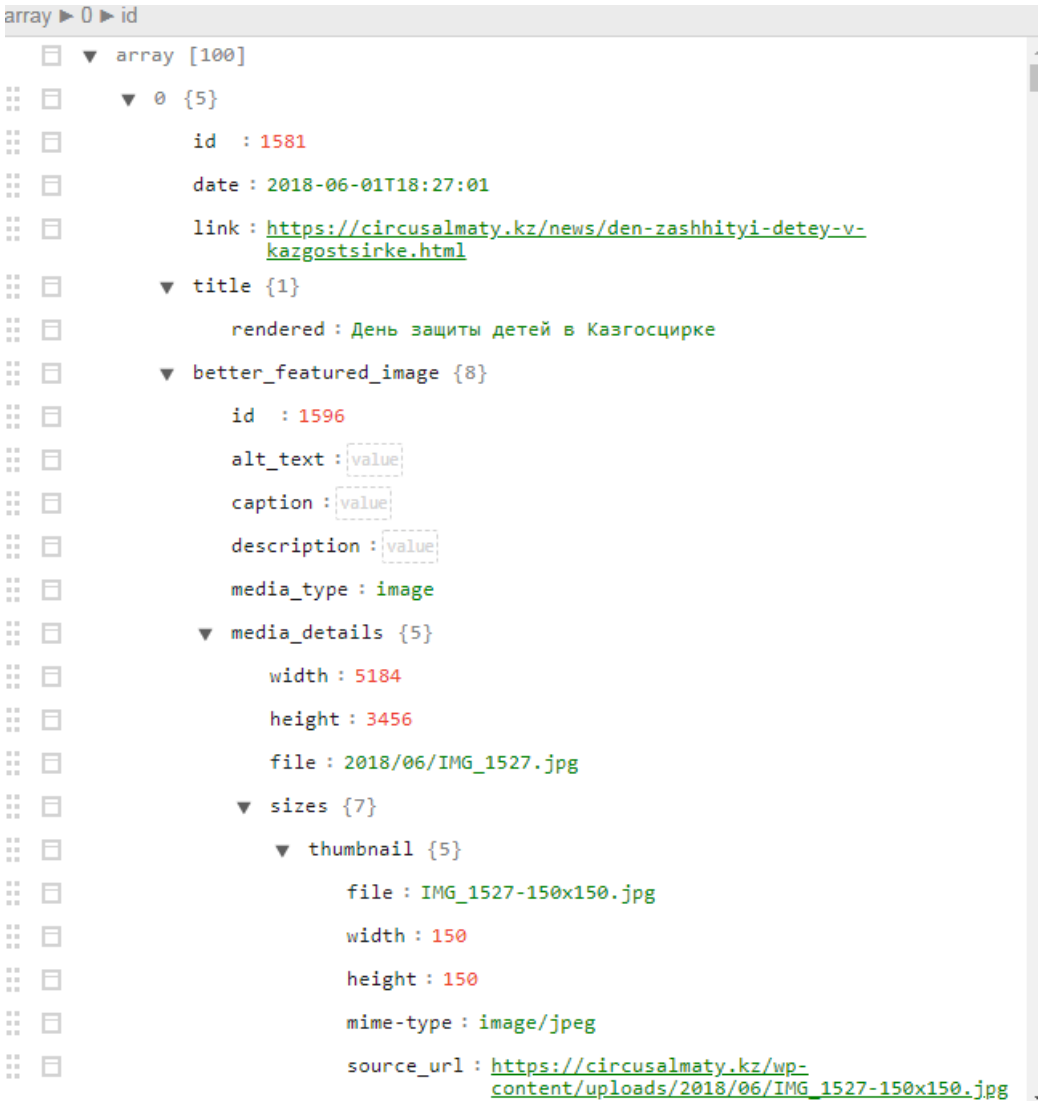 array ▶ 0 ▶ id
▼ array [100]
▼ 0 {5}
id : 1581
date : 2018-06-01T18:27:01
link : https://circusalmaty.kz/news/den-zashhityi-detey-v-
kazgostsirke.html
▼ title {1}
rendered : День защиты детей в Казгосцирке
▼ better_featured_image {8}
id : 1596
alt_text : value
caption : value
description : value
media_type : image
▼ media_details {5}
width : 5184
height : 3456
file : 2018/06/IMG_1527.jpg
▼ sizes {7}
▼ thumbnail {5}
file : IMG_1527-150x150.jpg
width : 150
height : 150
mime-type : image/jpeg
source_url : https://circusalmaty.kz/wp-
content/uploads/2018/06/IMG_1527-150x150.jpg